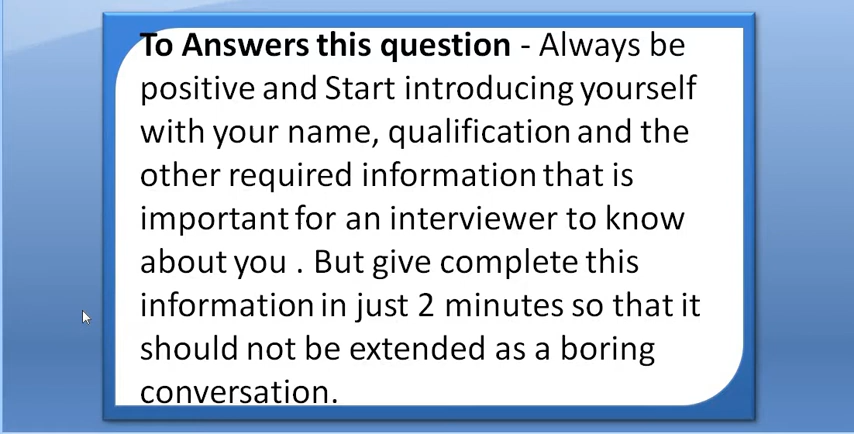 To Answers this question - Always be
positive and Start introducing yourself
with your name, qualification and the
other required information that is
important for an interviewer to know
about you . But give complete this
information in just 2 minutes so that it
should not be extended as a boring
conversation.